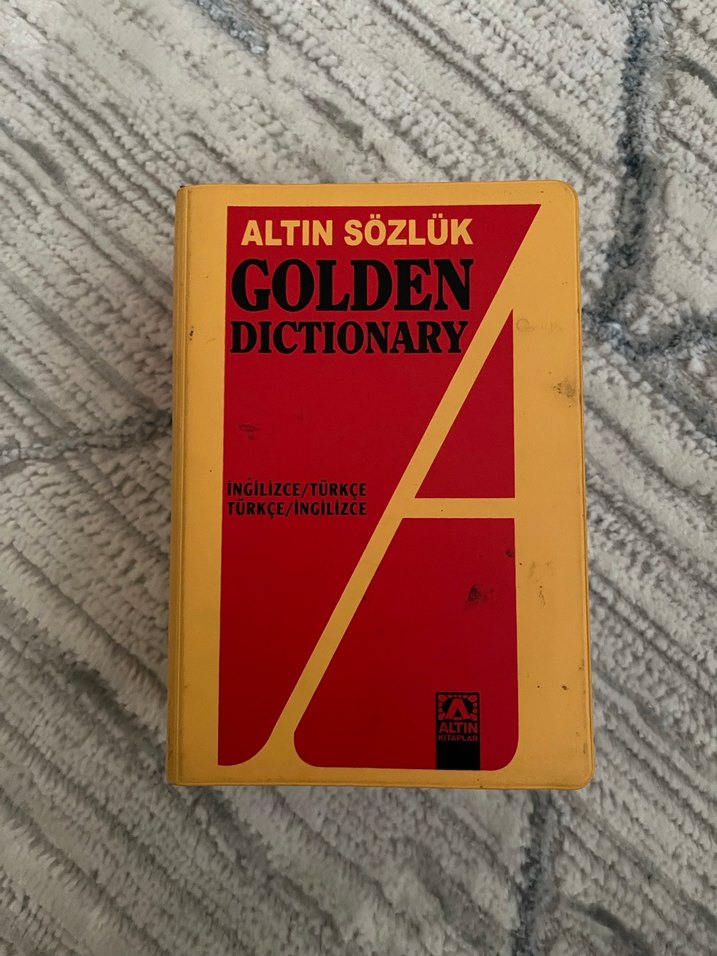 ALTIN SÖZLÜK
GOLDEN
DICTIONARY
İNGİLİZCE/TÜRKÇE
TÜRKÇE/İNGİLİZCE
ALTIN
KİTAPLAR